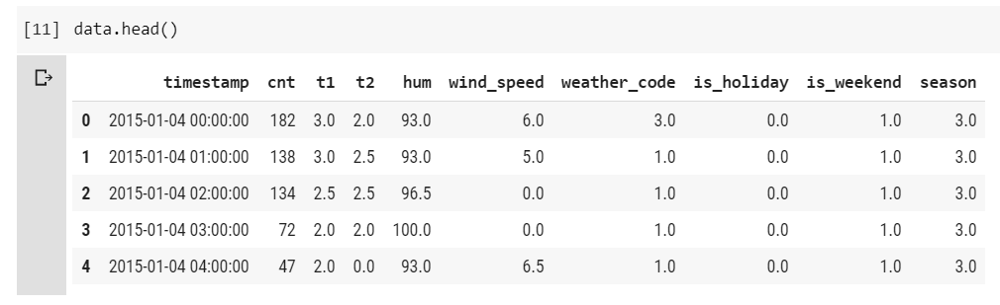 [11] data.head()
timestamp cnt t1 t2 hum wind_speed weather_code is_holiday is_weekend season
0 2015-01-04 00:00:00 182 3.0 2.0 93.0 6.0 3.0 0.0 1.0 3.0
1 2015-01-04 01:00:00 138 3.0 2.5 93.0 5.0 1.0 0.0 1.0 3.0
2 2015-01-04 02:00:00 134 2.5 2.5 96.5 0.0 1.0 0.0 1.0 3.0
3 2015-01-04 03:00:00 72 2.0 2.0 100.0 0.0 1.0 0.0 1.0 3.0
4 2015-01-04 04:00:00 47 2.0 0.0 93.0 6.5 1.0 0.0 1.0 3.0